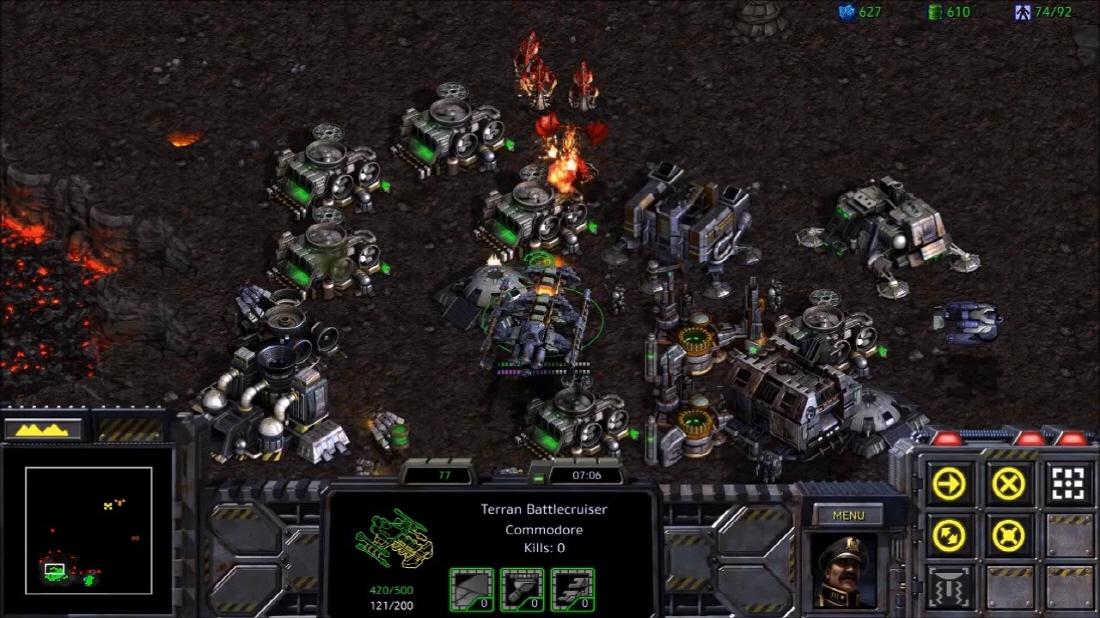 627 610 74/92
77 07:06
Terran Battlecruiser
Commodore
Kills: 0
MENU
420/500
121/200
0 0 0